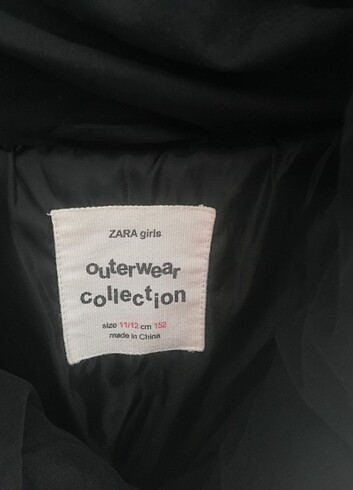 ZARA girls
outerwear
collection
size 11/12 cm 152
made in China